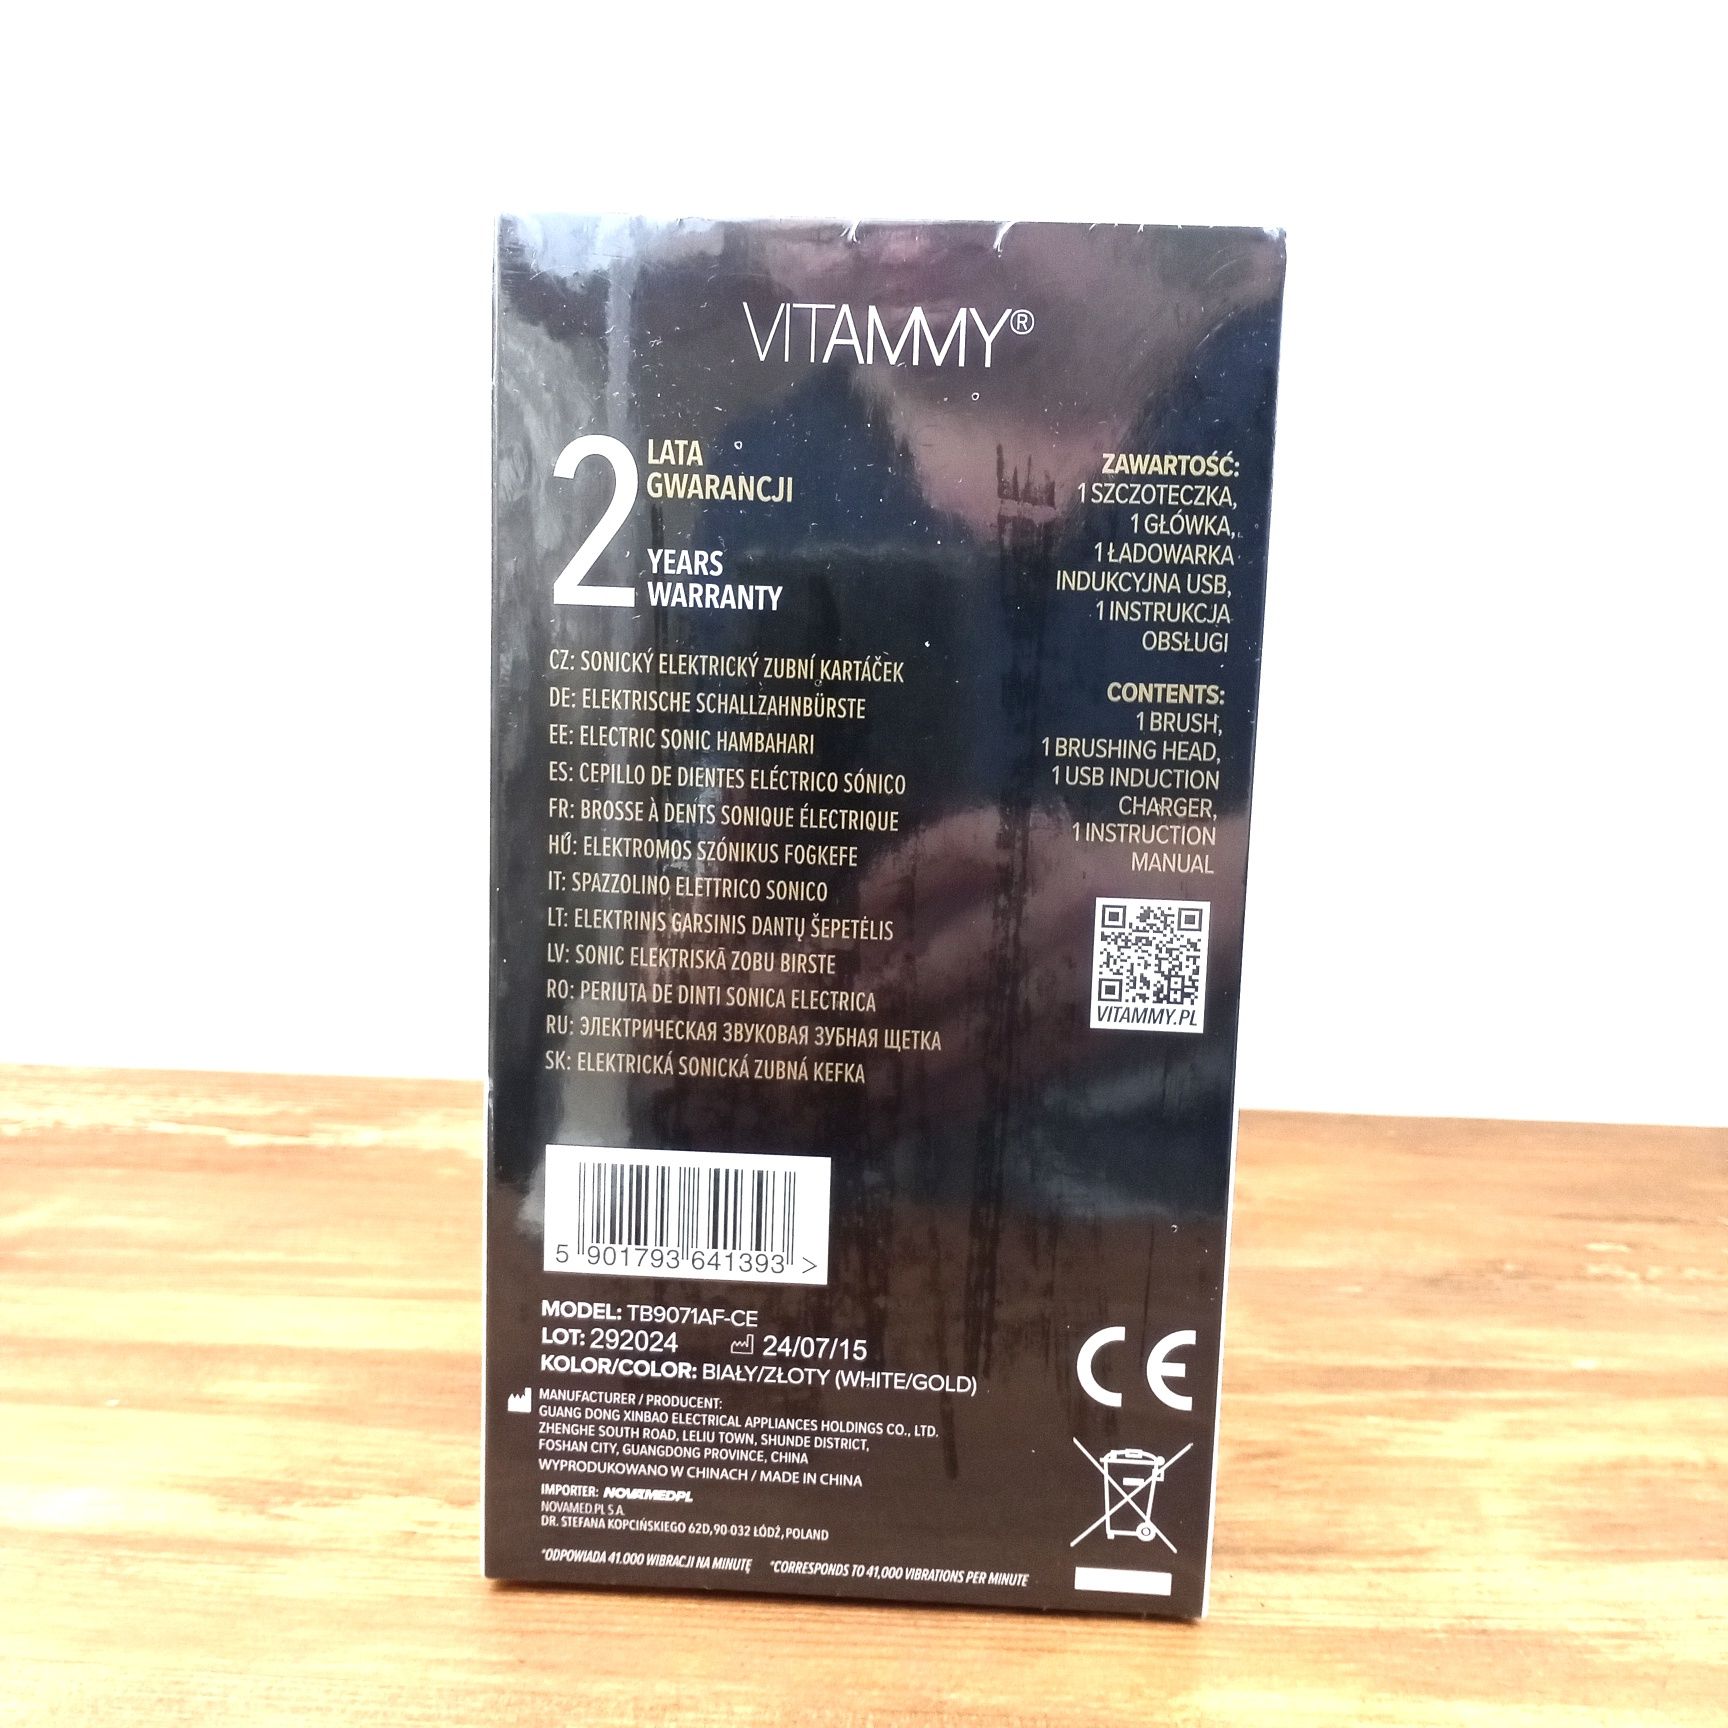 VITAMMY®
2
LATA
GWARANCJI
YEARS
WARRANTY
CZ: SONICKÝ ELEKTRICKÝ ZUBNÍ KARTÁČEK
DE: ELEKTRISCHE SCHALLZAHNBÜRSTE
EE: ELECTRIC SONIC HAMBAHARI
ES: CEPILLO DE DIENTES ELÉCTRICO SÓNICO
FR: BROSSE À DENTS SONIQUE ÉLECTRIQUE
HU: ELEKTROMOS SZÓNIKUS FOGKEFE
IT: SPAZZOLINO ELETTRICO SONICO
LT: ELEKTRINIS GARSINIS DANTŲ ŠEPETĖLIS
LV: SONIC ELEKTRISKĀ ZOBU BIRSTE
RO: PERIUTA DE DINTI SONICA ELECTRICA
RU: ЭЛЕКТРИЧЕСКАЯ ЗВУКОВАЯ ЗУБНАЯ ЩЕТКА
SK: ELEKTRICKÁ SONICKÁ ZUBNÁ KEFKA
ZAWARTOŚĆ:
1 SZCZOTECZKA,
1 GŁÓWKA,
1 ŁADOWARKA
INDUKCYJNA USB,
1 INSTRUKCJA
OBSŁUGI
CONTENTS:
1 BRUSH,
1 BRUSHING HEAD,
1 USB INDUCTION
CHARGER,
1 INSTRUCTION
MANUAL
VITAMMY.PL
5 901793 641393 >
MODEL: TB9071AF-CE
LOT: 292024 24/07/15
KOLOR/COLOR: BIAŁY/ZŁOTY (WHITE/GOLD)
MANUFACTURER / PRODUCENT:
GUANG DONG XINBAO ELECTRICAL APPLIANCES HOLDINGS CO., LTD.
ZHENGHE SOUTH ROAD, LELIU TOWN, SHUNDE DISTRICT,
FOSHAN CITY, GUANGDONG PROVINCE, CHINA
WYPRODUKOWANO W CHINACH / MADE IN CHINA
IMPORTER: NOVAMEDPL
NOVAMED.PL S.A.
DR. STEFANA KOPCIŃSKIEGO 62D, 90-032 ŁÓDŹ, POLAND
*ODPOWIADA 41.000 WIBRACJI NA MINUTĘ *CORRESPONDS TO 41,000 VIBRATIONS PER MINUTE
CE